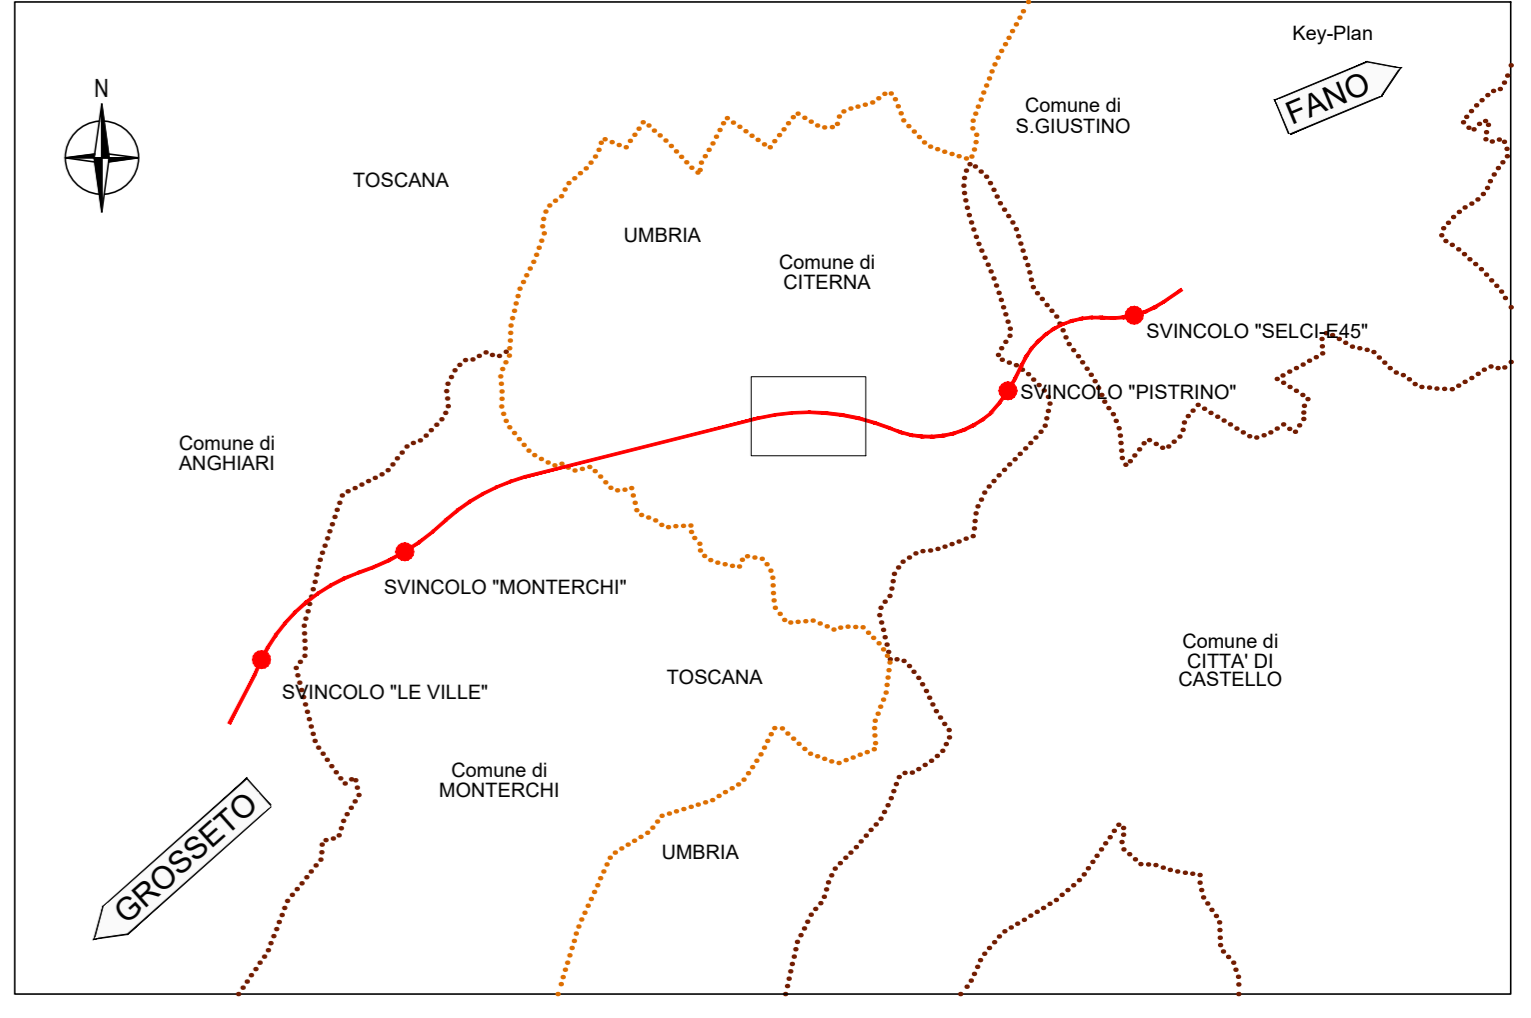 Key-Plan
FANO
N
Comune di
S.GIUSTINO
TOSCANA
UMBRIA
Comune di
CITERNA
SVINCOLO "SELCI-E45"
SVINCOLO "PISTRINO"
Comune di
ANGHIARI
SVINCOLO "MONTERCHI"
Comune di
CITTA' DI
CASTELLO
TOSCANA
SVINCOLO "LE VILLE"
Comune di
MONTERCHI
GROSSETO
UMBRIA